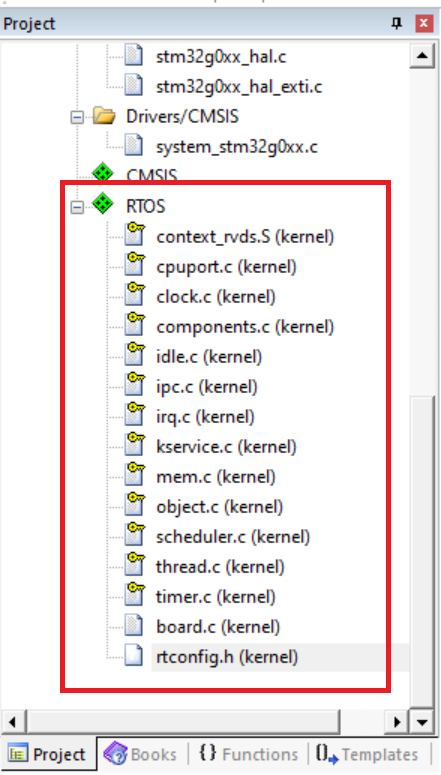 Project
stm32g0xx_hal.c
stm32g0xx_hal_exti.c
Drivers/CMSIS
system_stm32g0xx.c
CMSIS
RTOS
context_rvds.S (kernel)
cpuport.c (kernel)
clock.c (kernel)
components.c (kernel)
idle.c (kernel)
ipc.c (kernel)
irq.c (kernel)
kservice.c (kernel)
mem.c (kernel)
object.c (kernel)
scheduler.c (kernel)
thread.c (kernel)
timer.c (kernel)
board.c (kernel)
rtconfig.h (kernel)
Project Books {} Functions 0 Templates